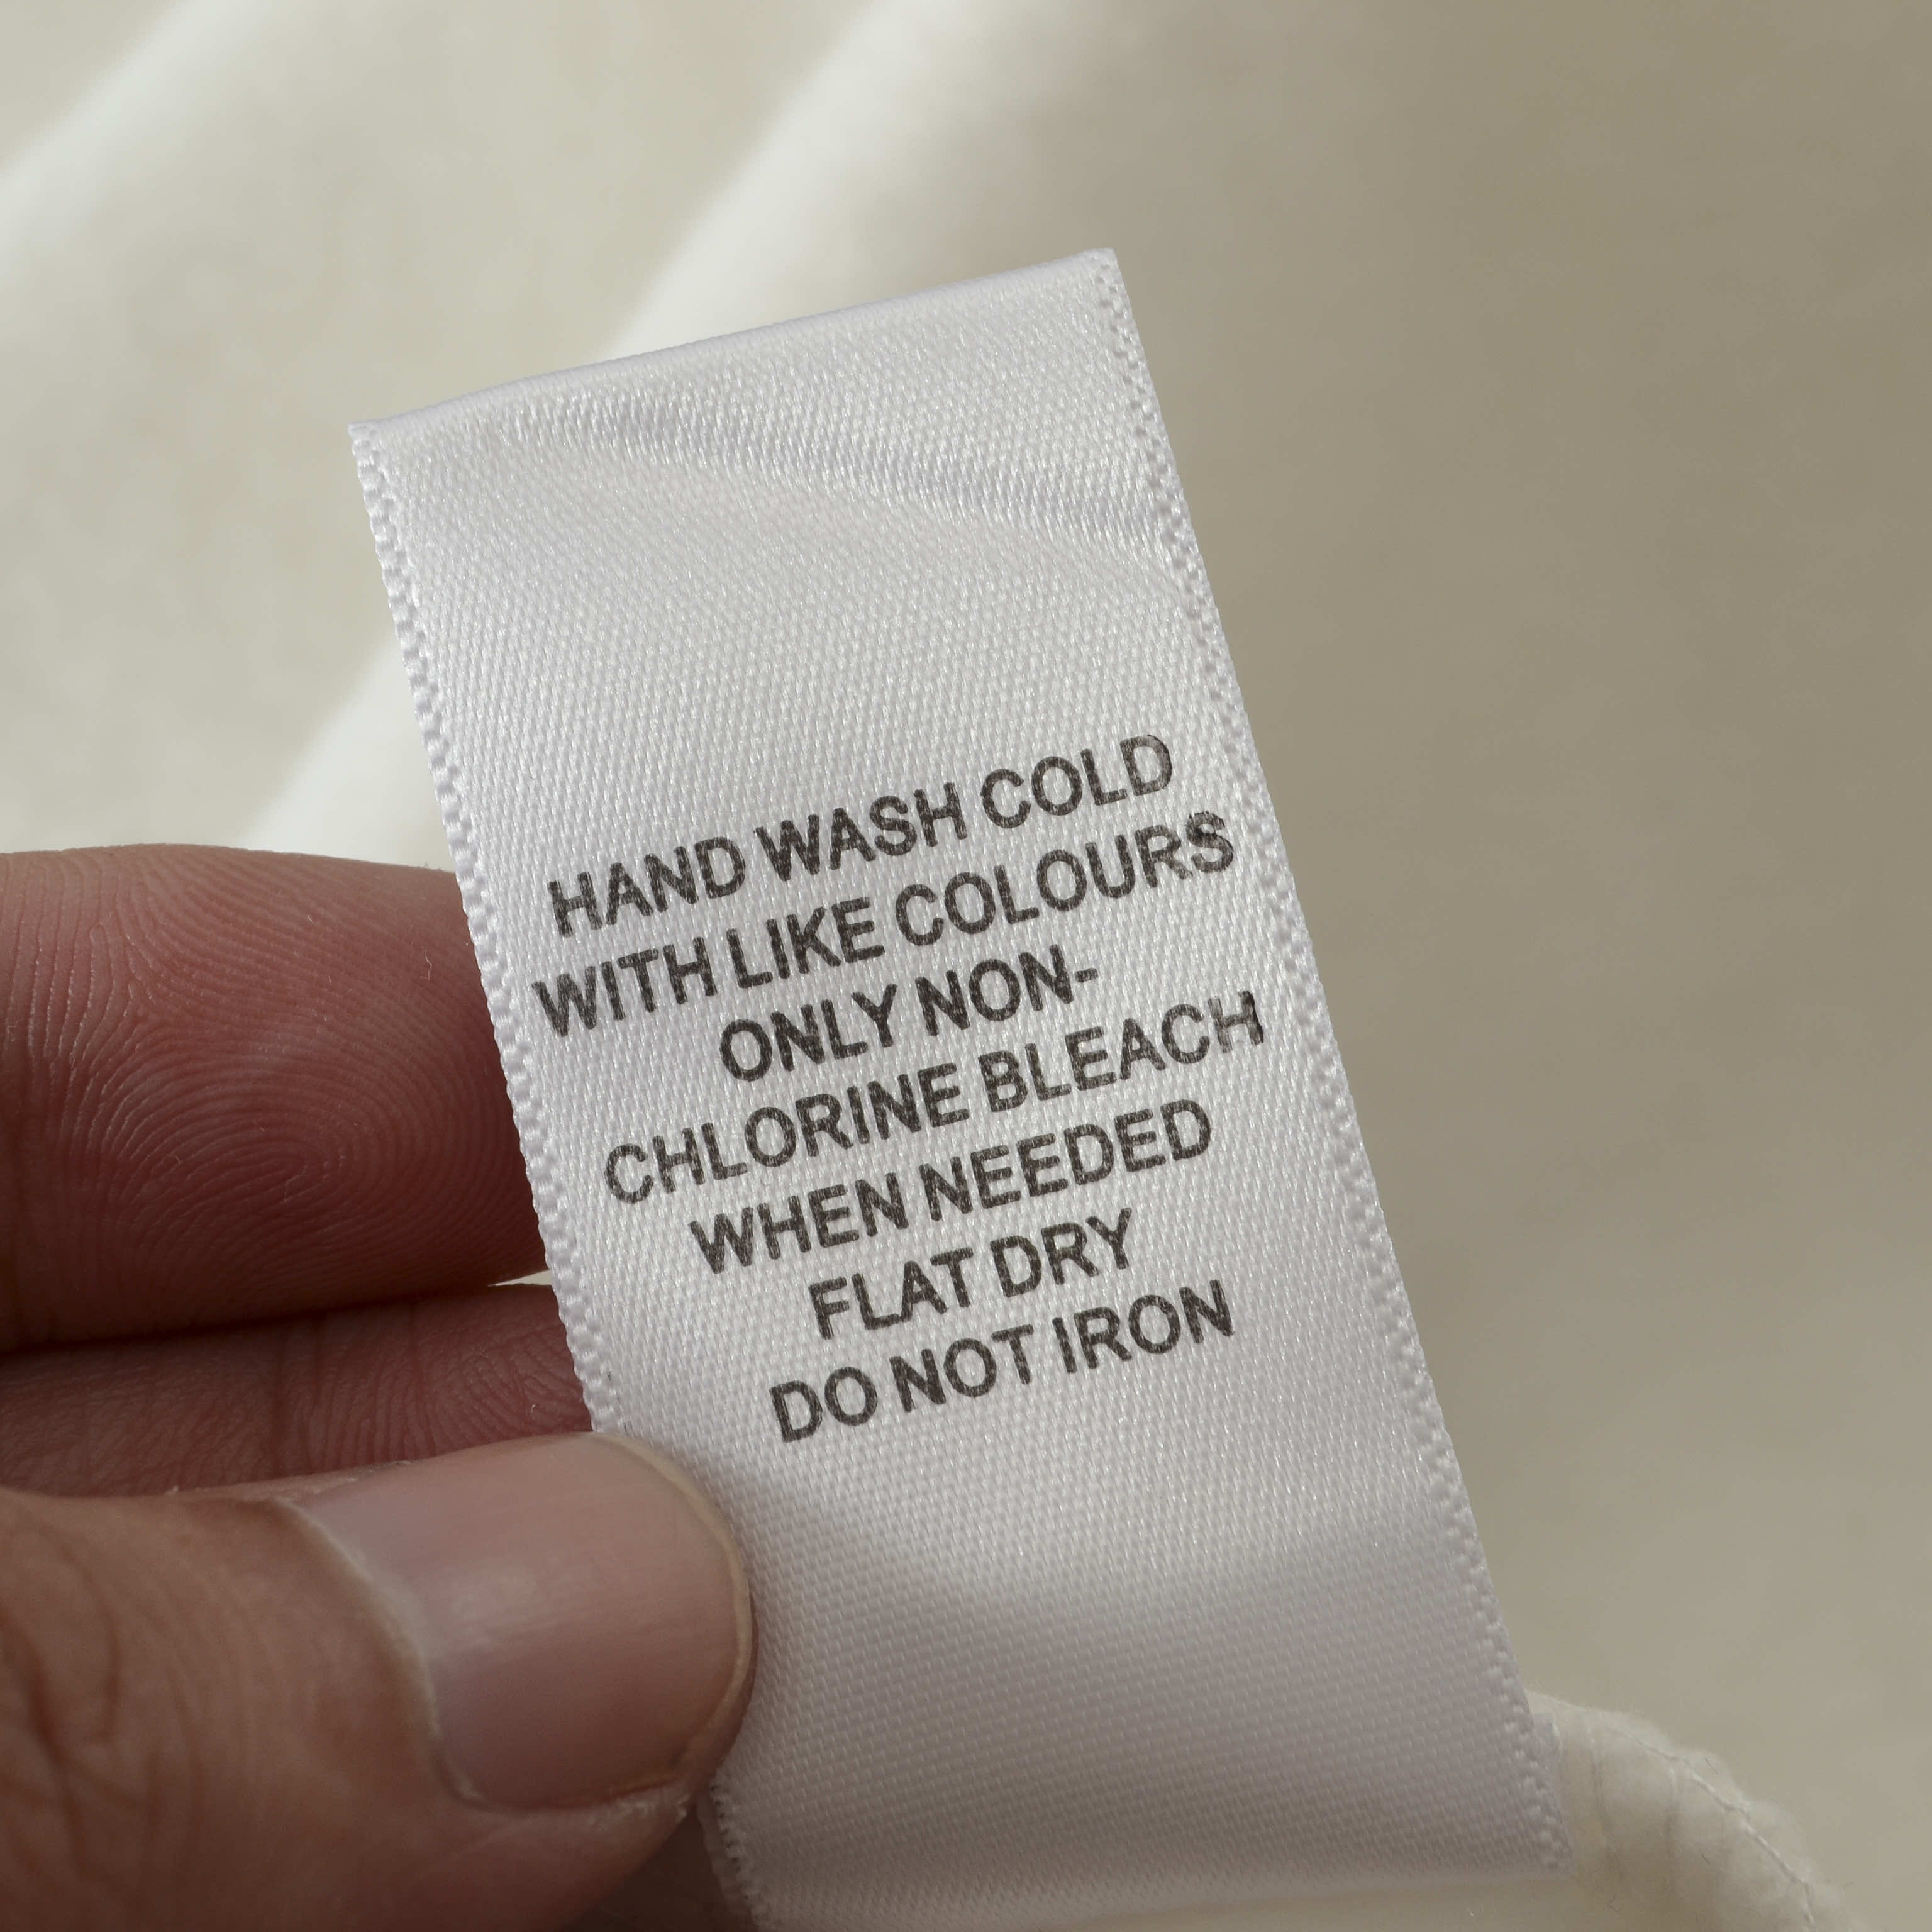 HAND WASH COLD
WITH LIKE COLOURS
ONLY NON-
CHLORINE BLEACH
WHEN NEEDED
FLAT DRY
DO NOT IRON